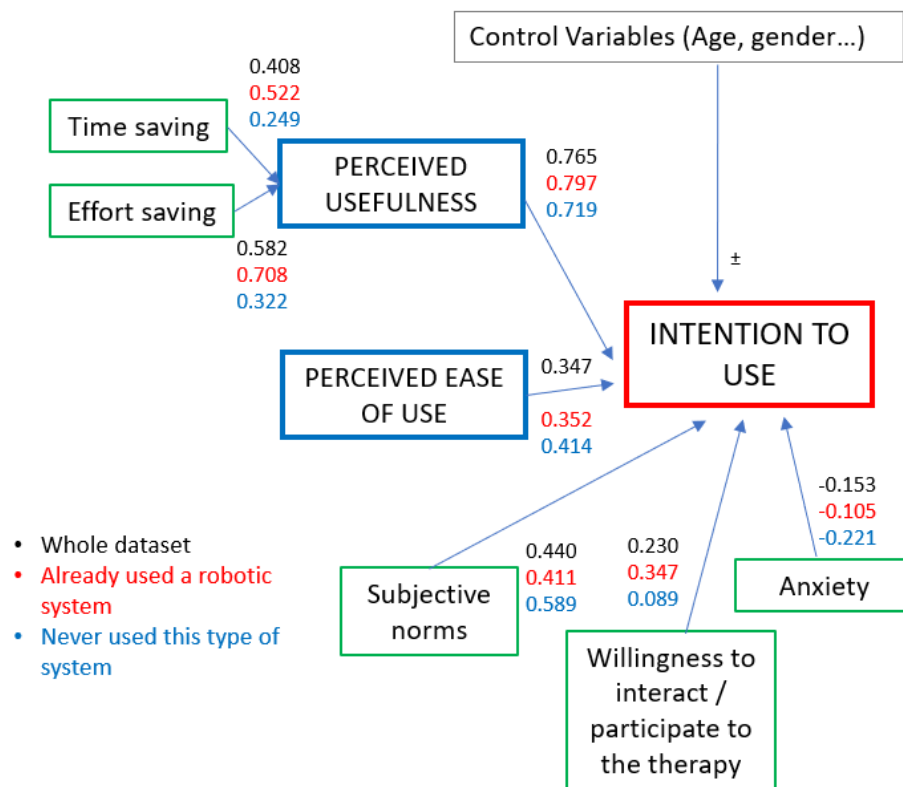 Control Variables (Age, gender...)
0.408
0.522
0.249
Time saving
Effort saving
0.582
0.708
0.322
PERCEIVED
USEFULNESS
0.765
0.797
0.719
±
INTENTION TO
USE
PERCEIVED EASE
OF USE
0.347
0.352
0.414
• Whole dataset
• Already used a robotic
system
• Never used this type of
system
Subjective
norms
0.440
0.411
0.589
0.230
0.347
0.089
Willingness to
interact /
participate to
the therapy
-0.153
-0.105
-0.221
Anxiety